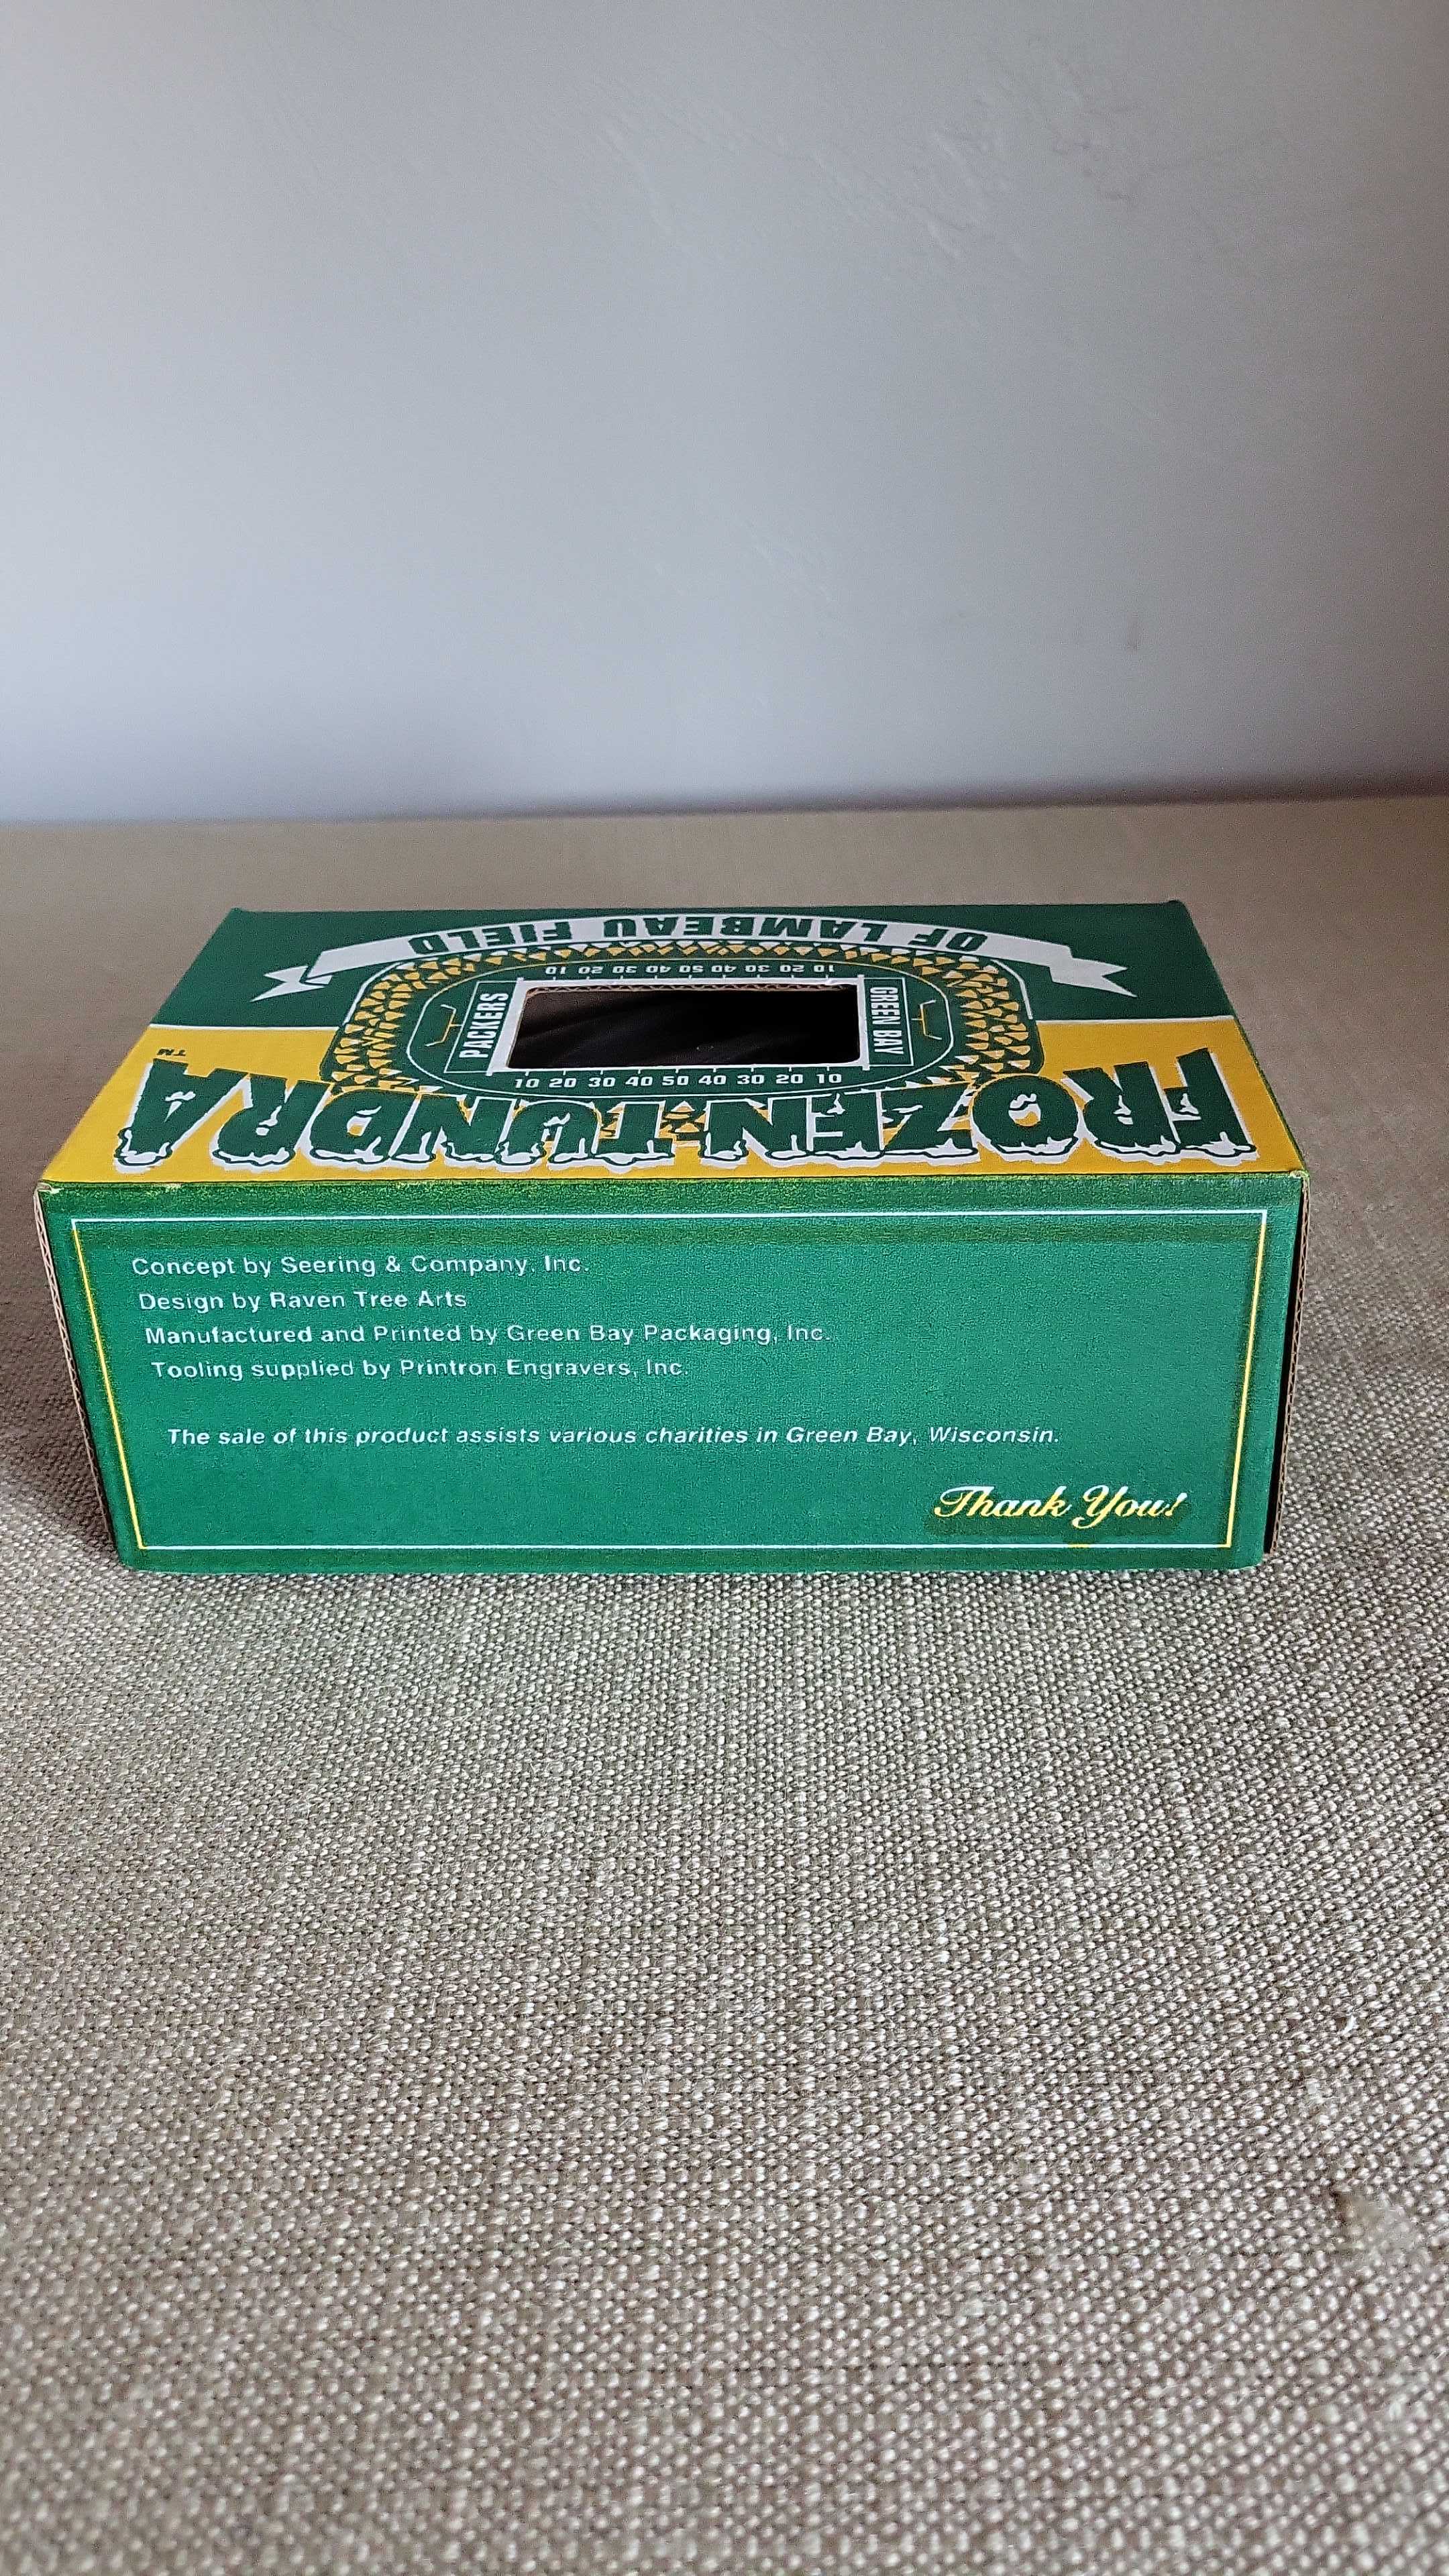 OF LAMBEAU FIELD
10 20 30 40 50 40 30 20 10
PACKERS
GREEN BAY
10 20 30 40 50 40 30 20 10
FROZEN TUNDRA
TM
Concept by Seering & Company, Inc.
Design by Raven Tree Arts
Manufactured and Printed by Green Bay Packaging, Inc.
Tooling supplied by Printron Engravers, Inc.
The sale of this product assists various charities in Green Bay, Wisconsin.
Thank You!